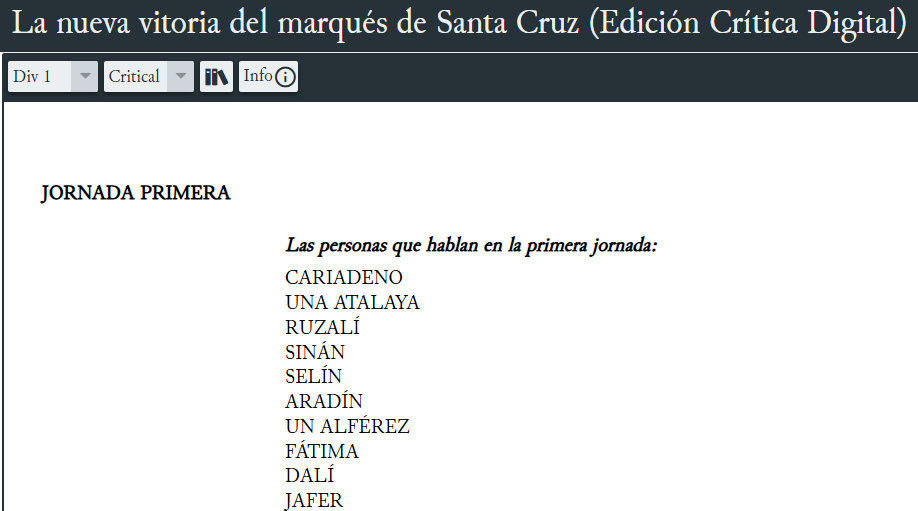 La nueva vitoria del marqués de Santa Cruz (Edición Crítica Digital)
Div 1 Critical Info
JORNADA PRIMERA
Las personas que hablan en la primera jornada:
CARIADENO
UNA ATALAYA
RUZALÍ
SINÁN
SELÍN
ARADÍN
UN ALFÉREZ
FÁTIMA
DALÍ
JAFER